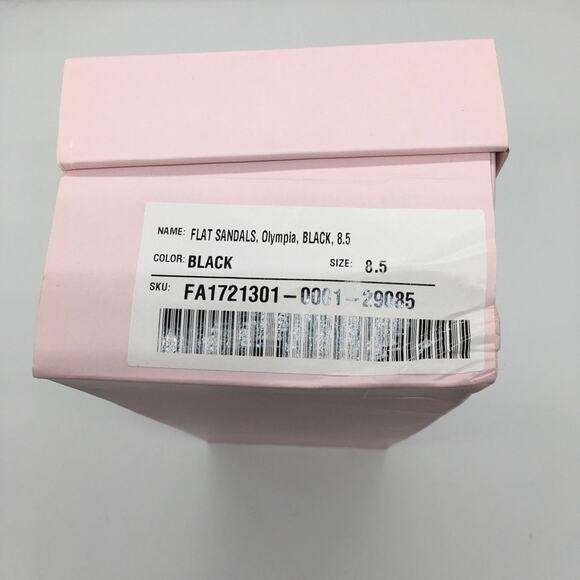 NAME: FLAT SANDALS, Olympia, BLACK, 8.5
COLOR: BLACK SIZE: 8.5
SKU: FA1721301-0001-29085